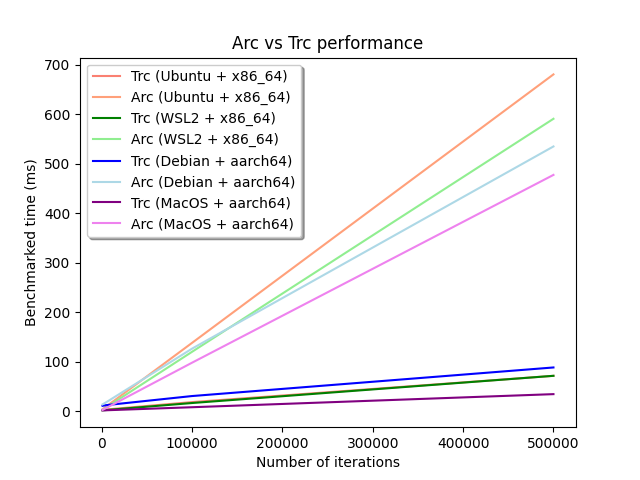 Arc vs Trc performance
700
600
500
400
300
200
100
0
Benchmarked time (ms)
Trc (Ubuntu + x86_64)
Arc (Ubuntu + x86_64)
Trc (WSL2 + x86_64)
Arc (WSL2 + x86_64)
Trc (Debian + aarch64)
Arc (Debian + aarch64)
Trc (MacOS + aarch64)
Arc (MacOS + aarch64)
0 100000 200000 300000 400000 500000
Number of iterations